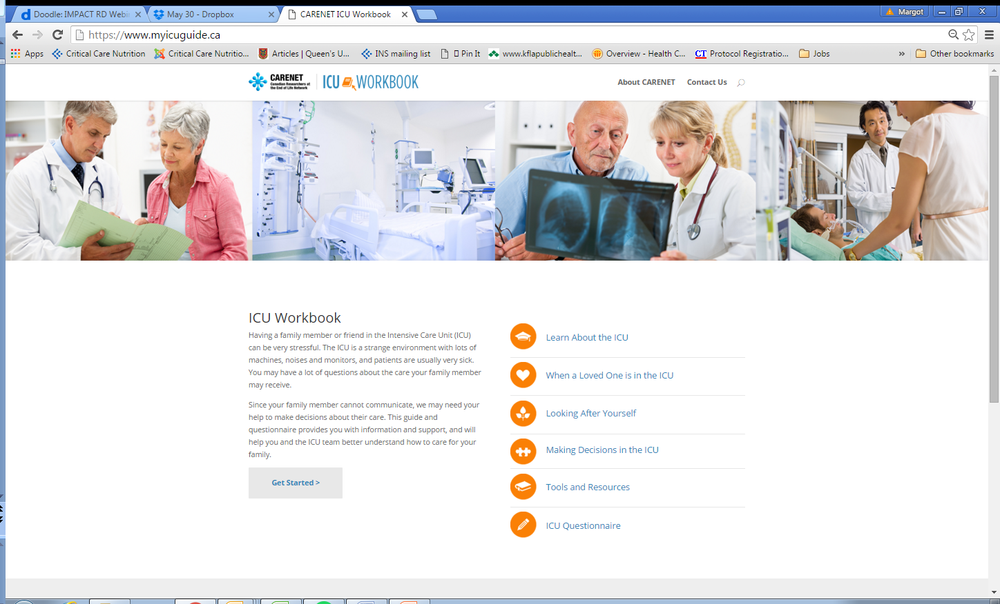 Doodle: IMPACT RD Webin
May 30 - Dropbox
CARENET ICU Workbook
Margot
https://www.myicuguide.ca
Apps
Critical Care Nutrition
Critical Care Nutritio...
Articles | Queen's U...
INS mailing list
Pin It
www.kflapublichealt...
Overview - Health C...
CT Protocol Registratio...
Jobs
»
Other bookmarks
CARENET
Canadian Researchers at
the End of Life Network
ICU WORKBOOK
About CARENET
Contact Us
ICU Workbook
Having a family member or friend in the Intensive Care Unit (ICU)
can be very stressful. The ICU is a strange environment with lots of
machines, noises and monitors, and patients are usually very sick.
You may have a lot of questions about the care your family member
may receive.
Since your family member cannot communicate, we may need your
help to make decisions about their care. This guide and
questionnaire provides you with information and support, and will
help you and the ICU team better understand how to care for your
family.
Get Started >
Learn About the ICU
When a Loved One is in the ICU
Looking After Yourself
Making Decisions in the ICU
Tools and Resources
ICU Questionnaire